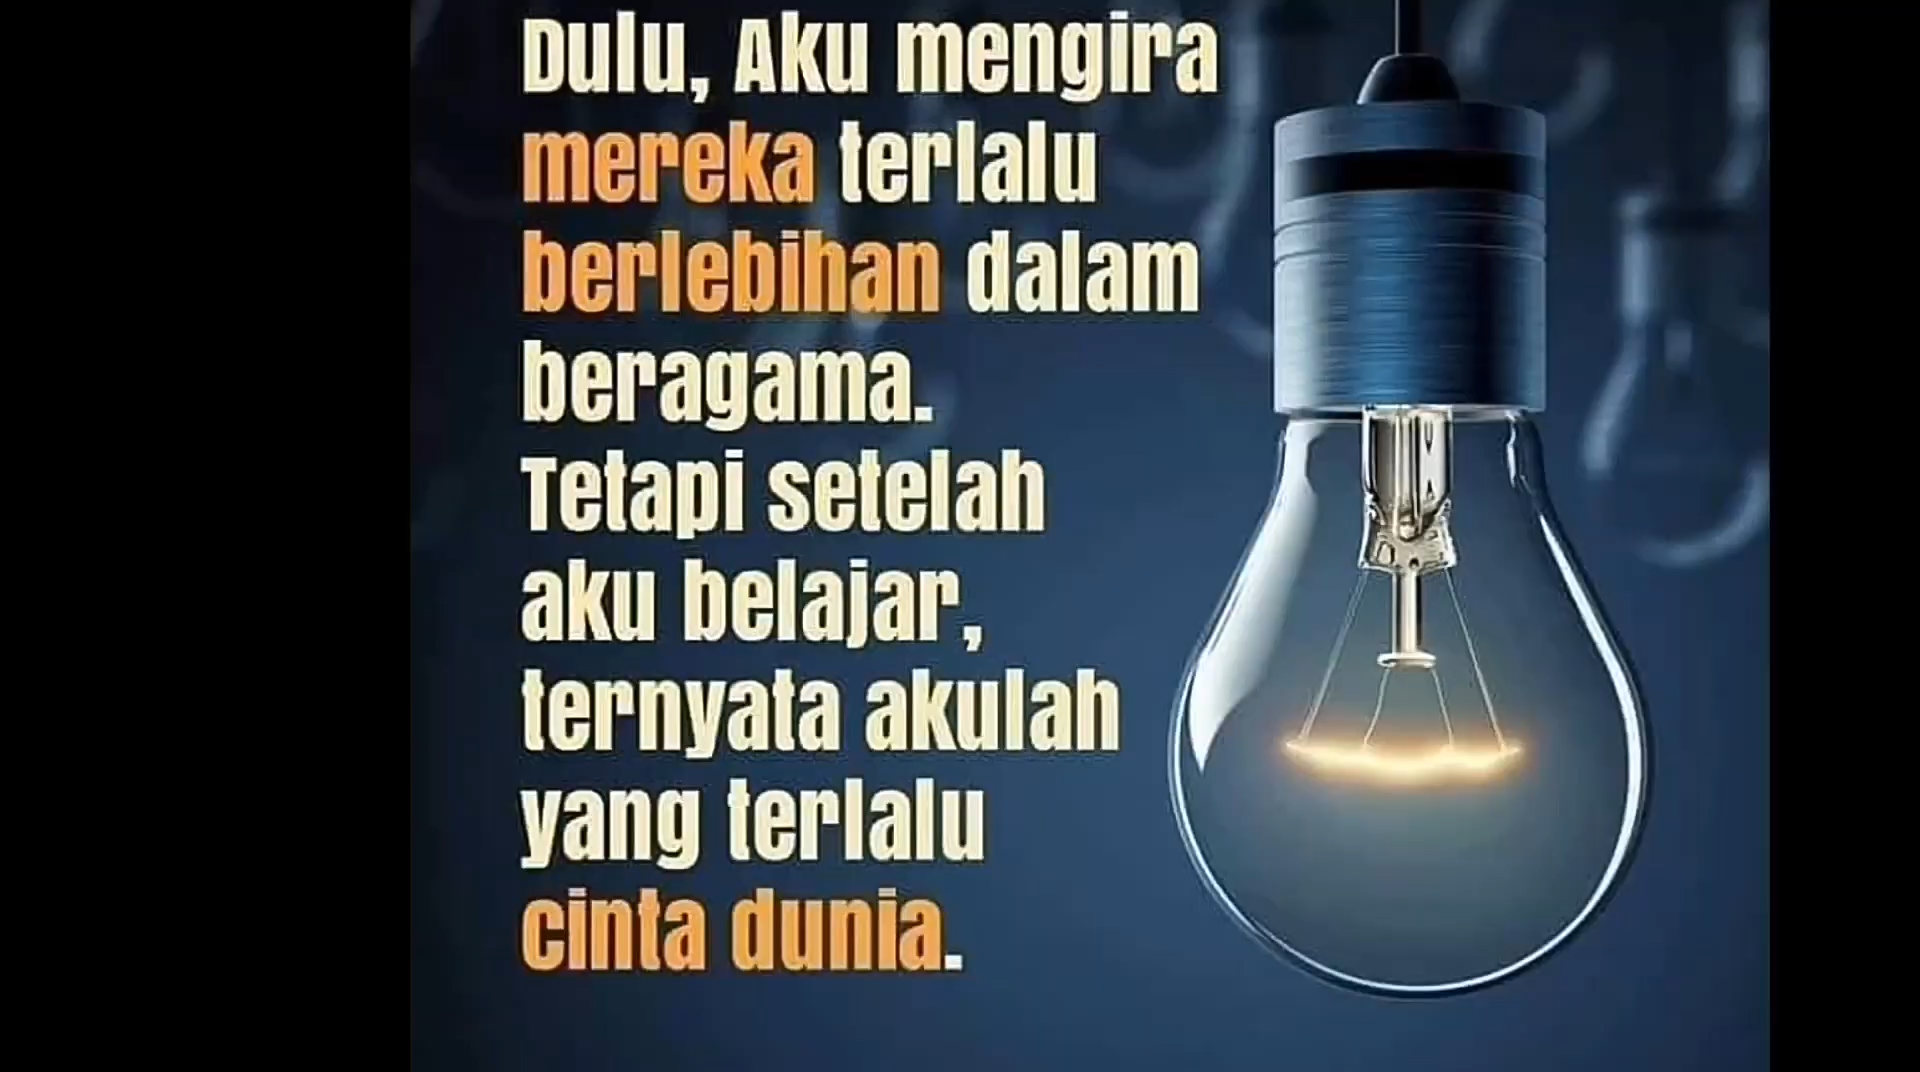 Dulu, Aku mengira
mereka terlalu
berlebihan dalam
beragama.
Tetapi setelah
aku belajar,
ternyata akulah
yang terlalu
cinta dunia.